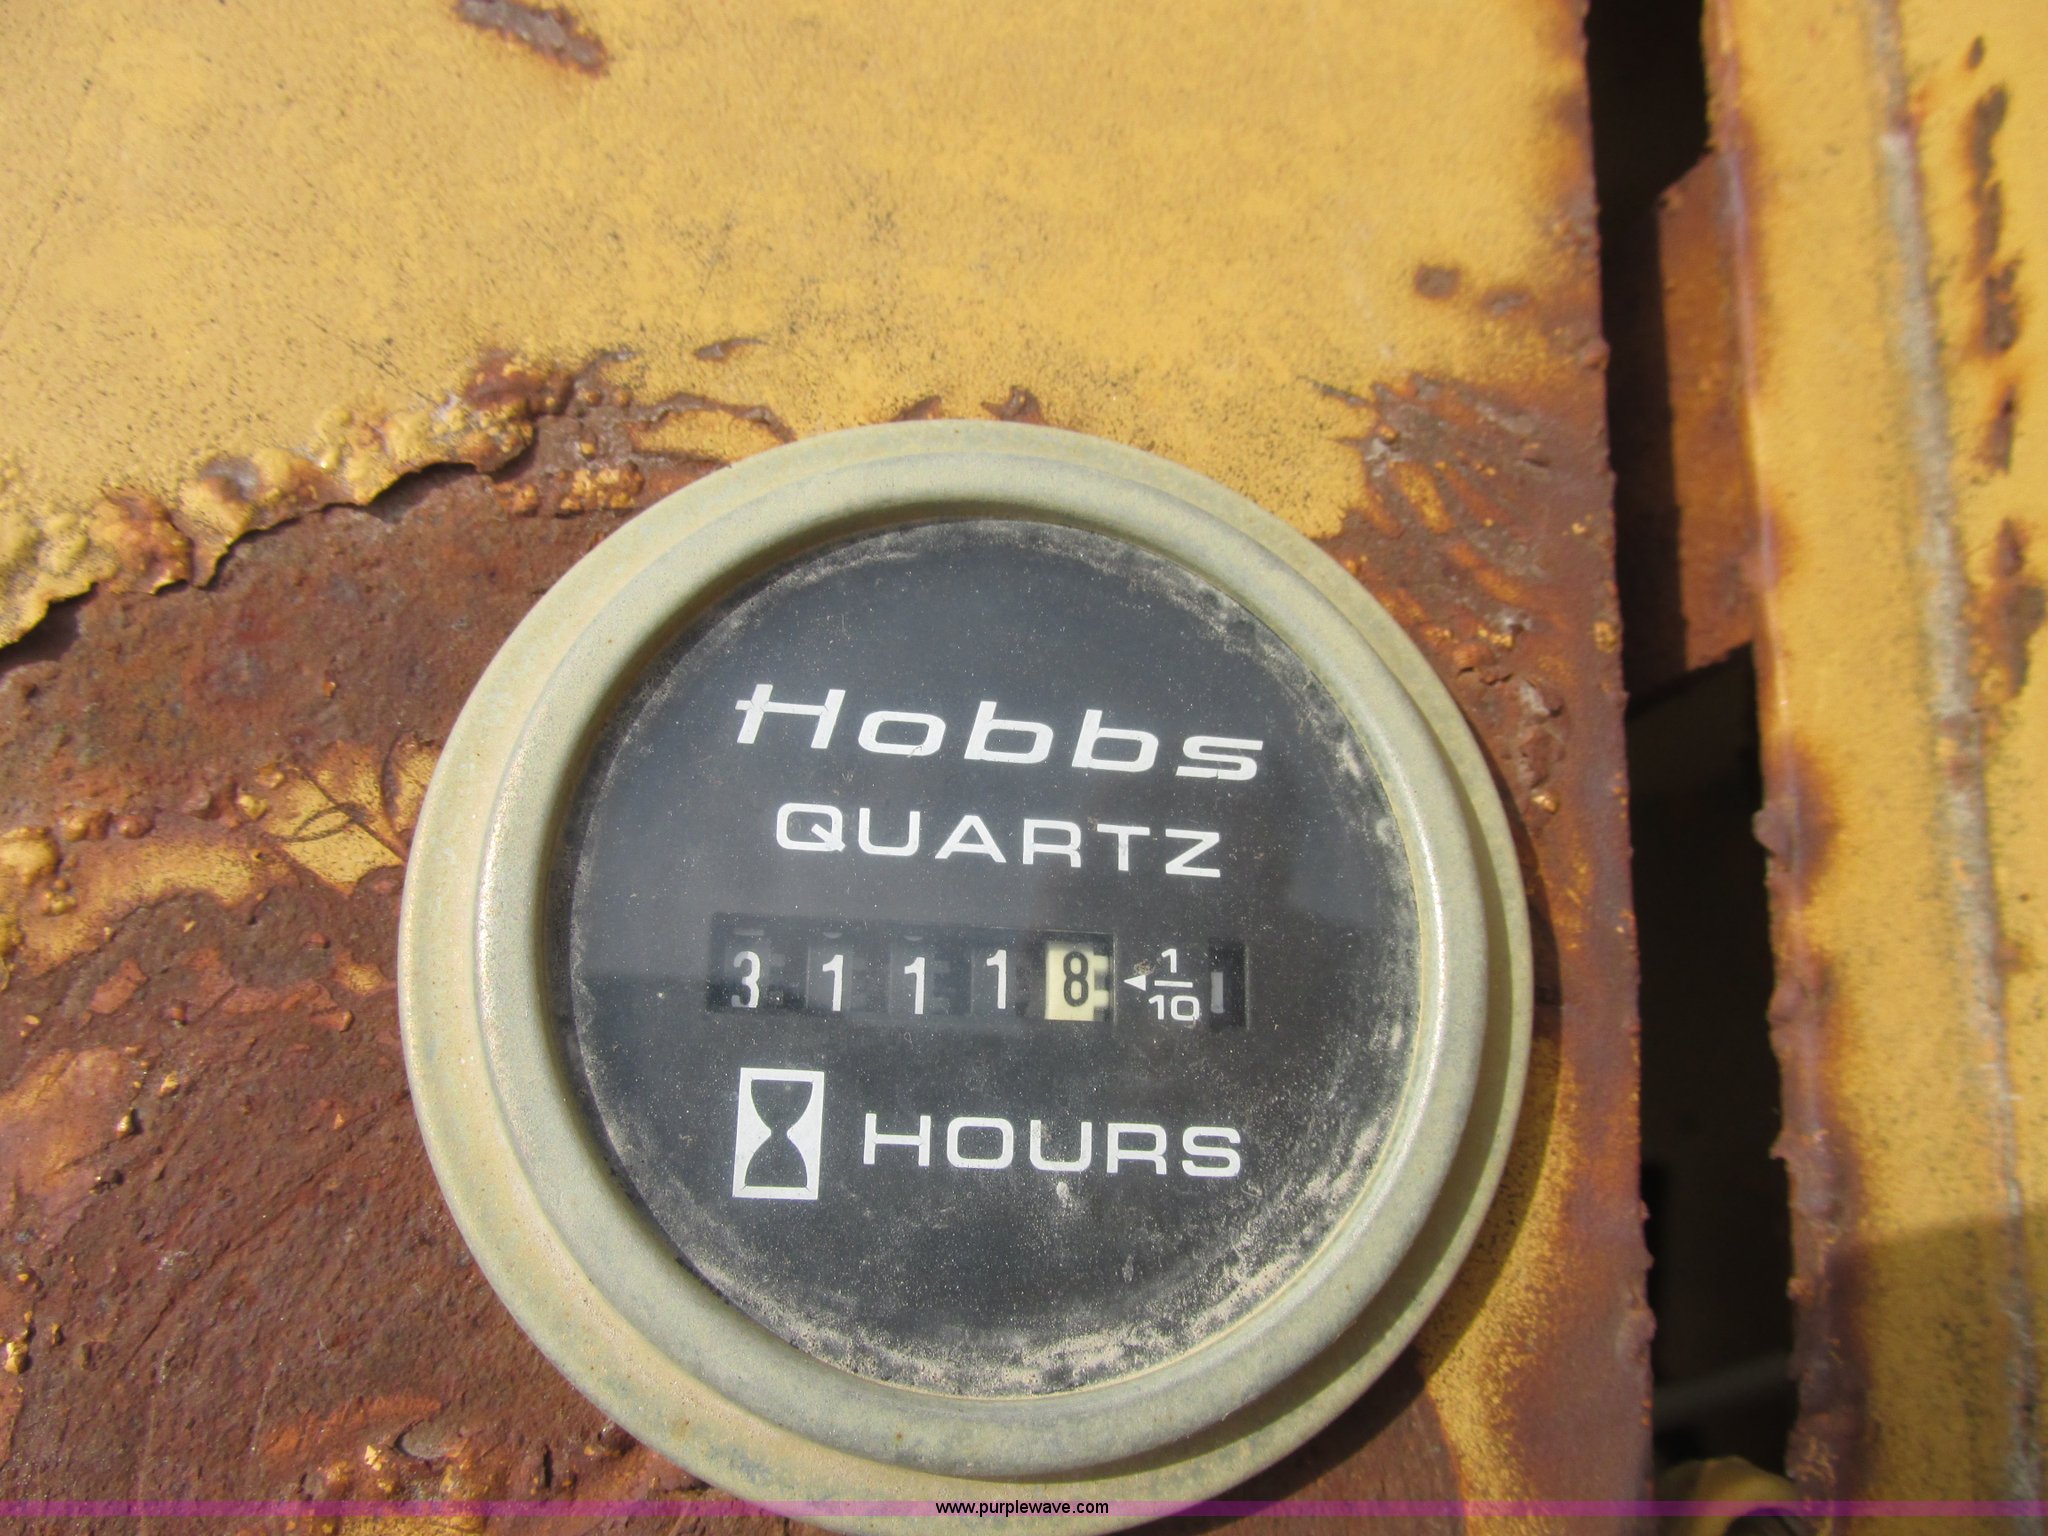 Hobbs
QUARTZ
3 1 1 1 8 ◄ 1/10
HOURS
www.purplewave.com